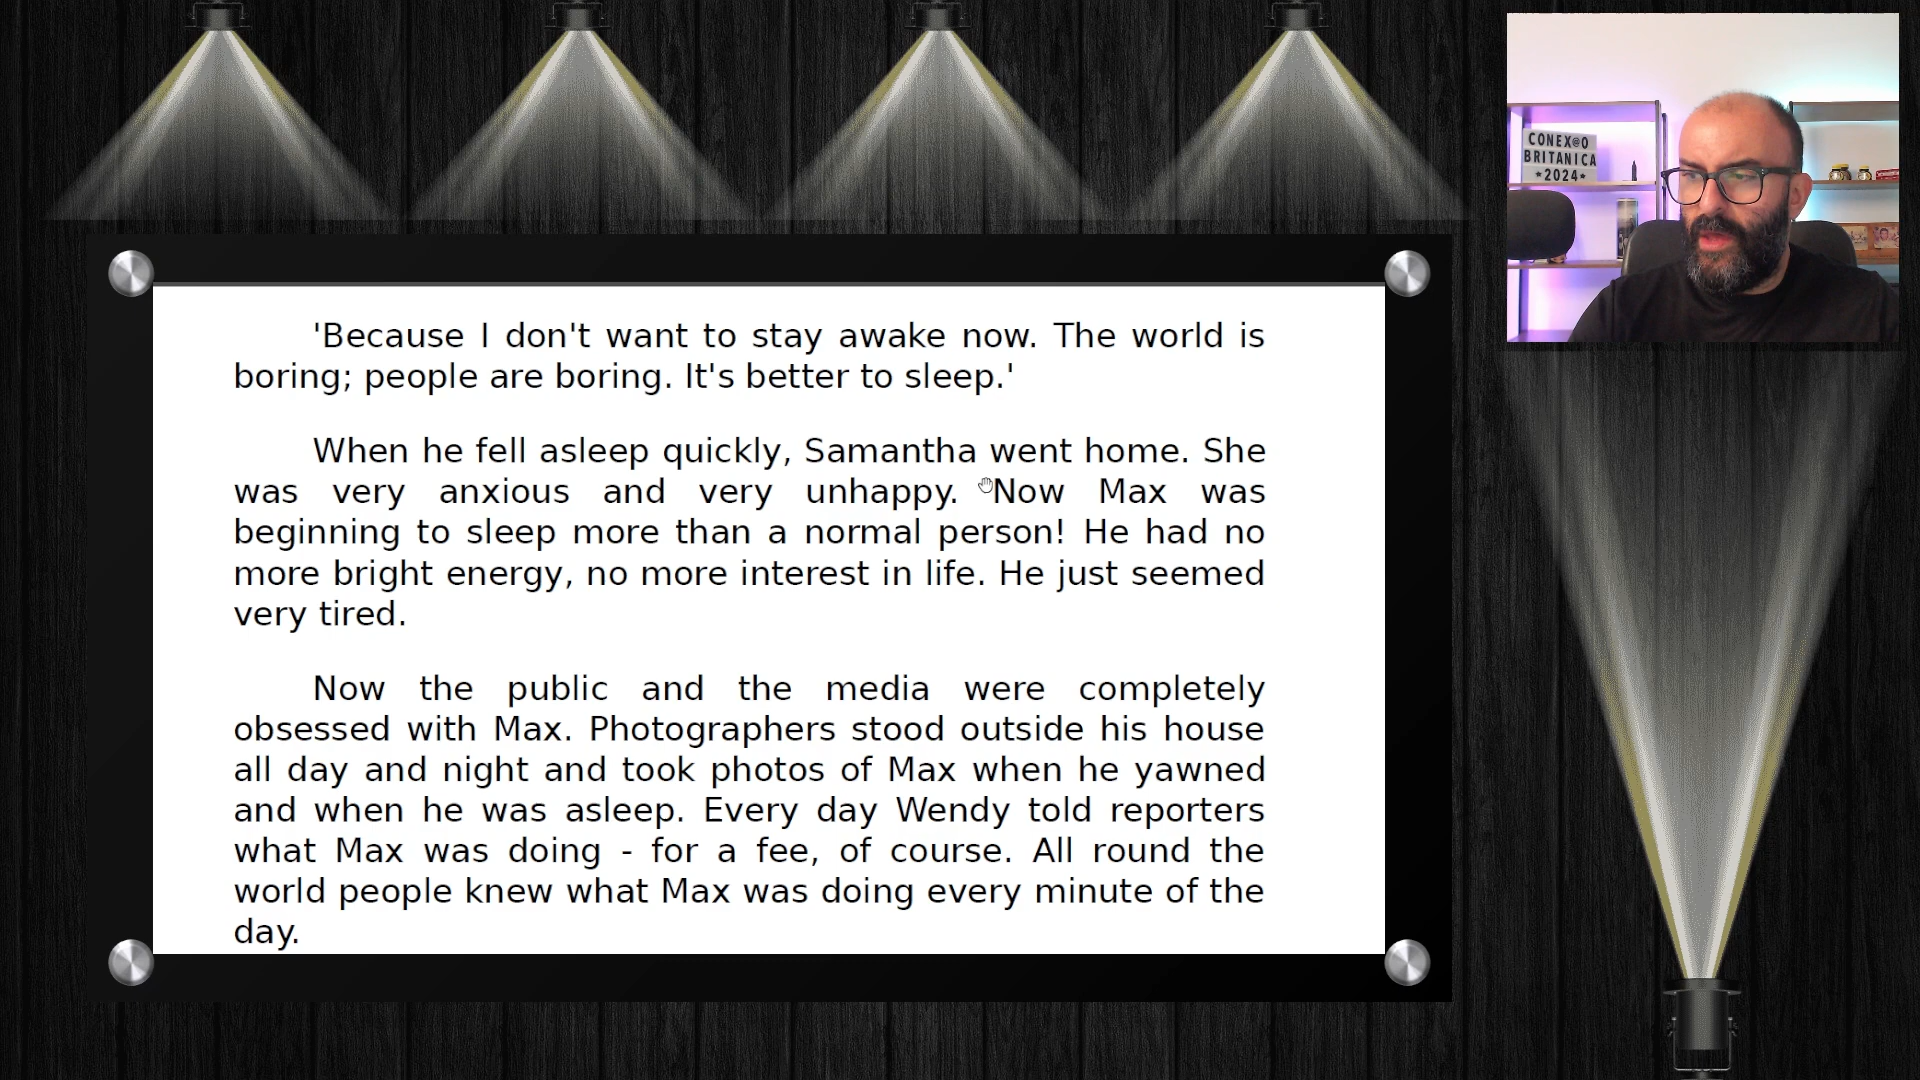 CONEX@O
BRITANICA
*2024*
'Because I don't want to stay awake now. The world is
boring; people are boring. It's better to sleep.'
When he fell asleep quickly, Samantha went home. She
was very anxious and very unhappy. Now Max was
beginning to sleep more than a normal person! He had no
more bright energy, no more interest in life. He just seemed
very tired.
Now the public and the media were completely
obsessed with Max. Photographers stood outside his house
all day and night and took photos of Max when he yawned
and when he was asleep. Every day Wendy told reporters
what Max was doing - for a fee, of course. All round the
world people knew what Max was doing every minute of the
day.